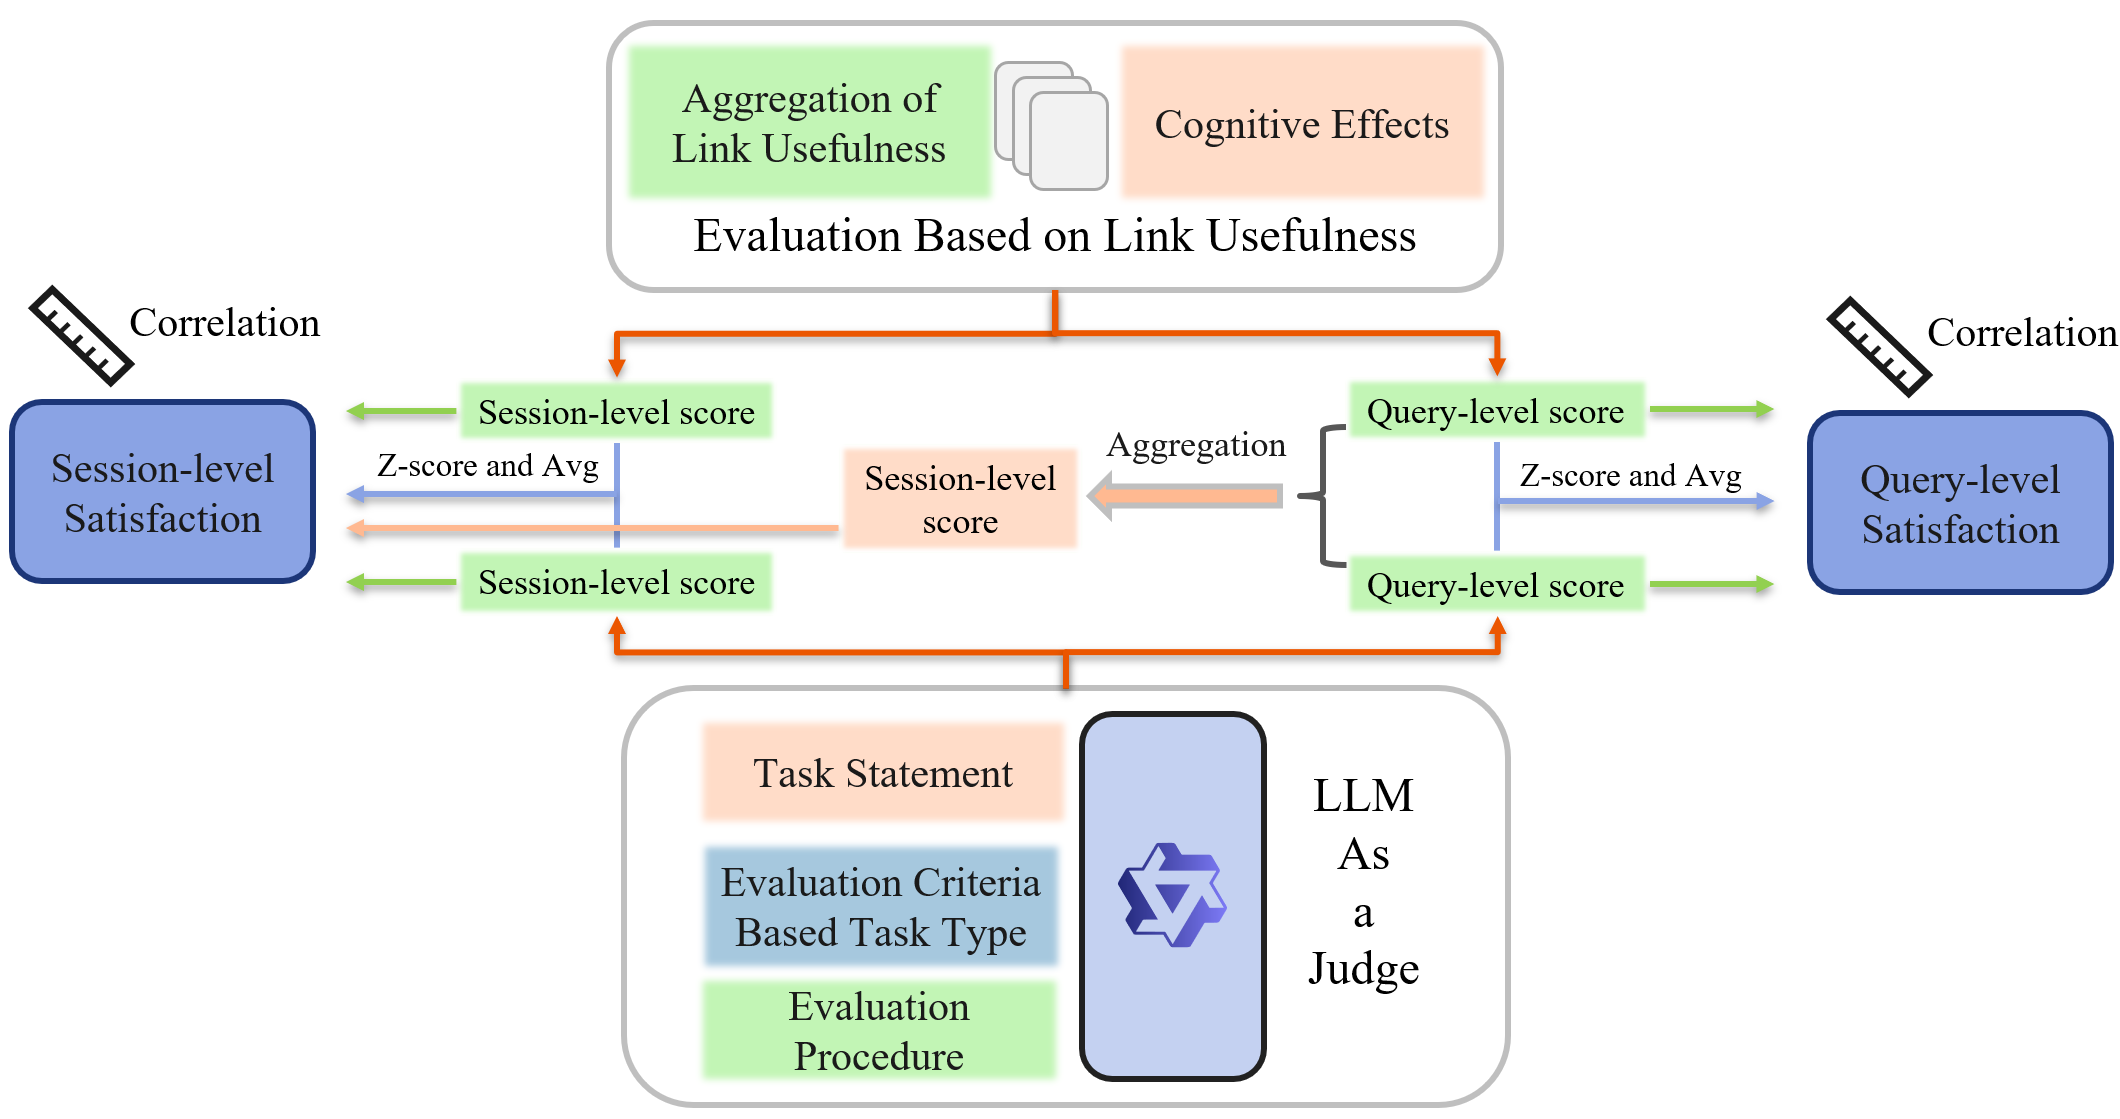 Aggregation of
Link Usefulness
Cognitive Effects
Evaluation Based on Link Usefulness
Correlation
Correlation
Session-level score
Query-level score
Session-level
Satisfaction
Z-score and Avg
Session-level
score
Aggregation
Z-score and Avg
Query-level
Satisfaction
Session-level score
Query-level score
Task Statement
Evaluation Criteria
Based Task Type
Evaluation
Procedure
LLM
As
a
Judge